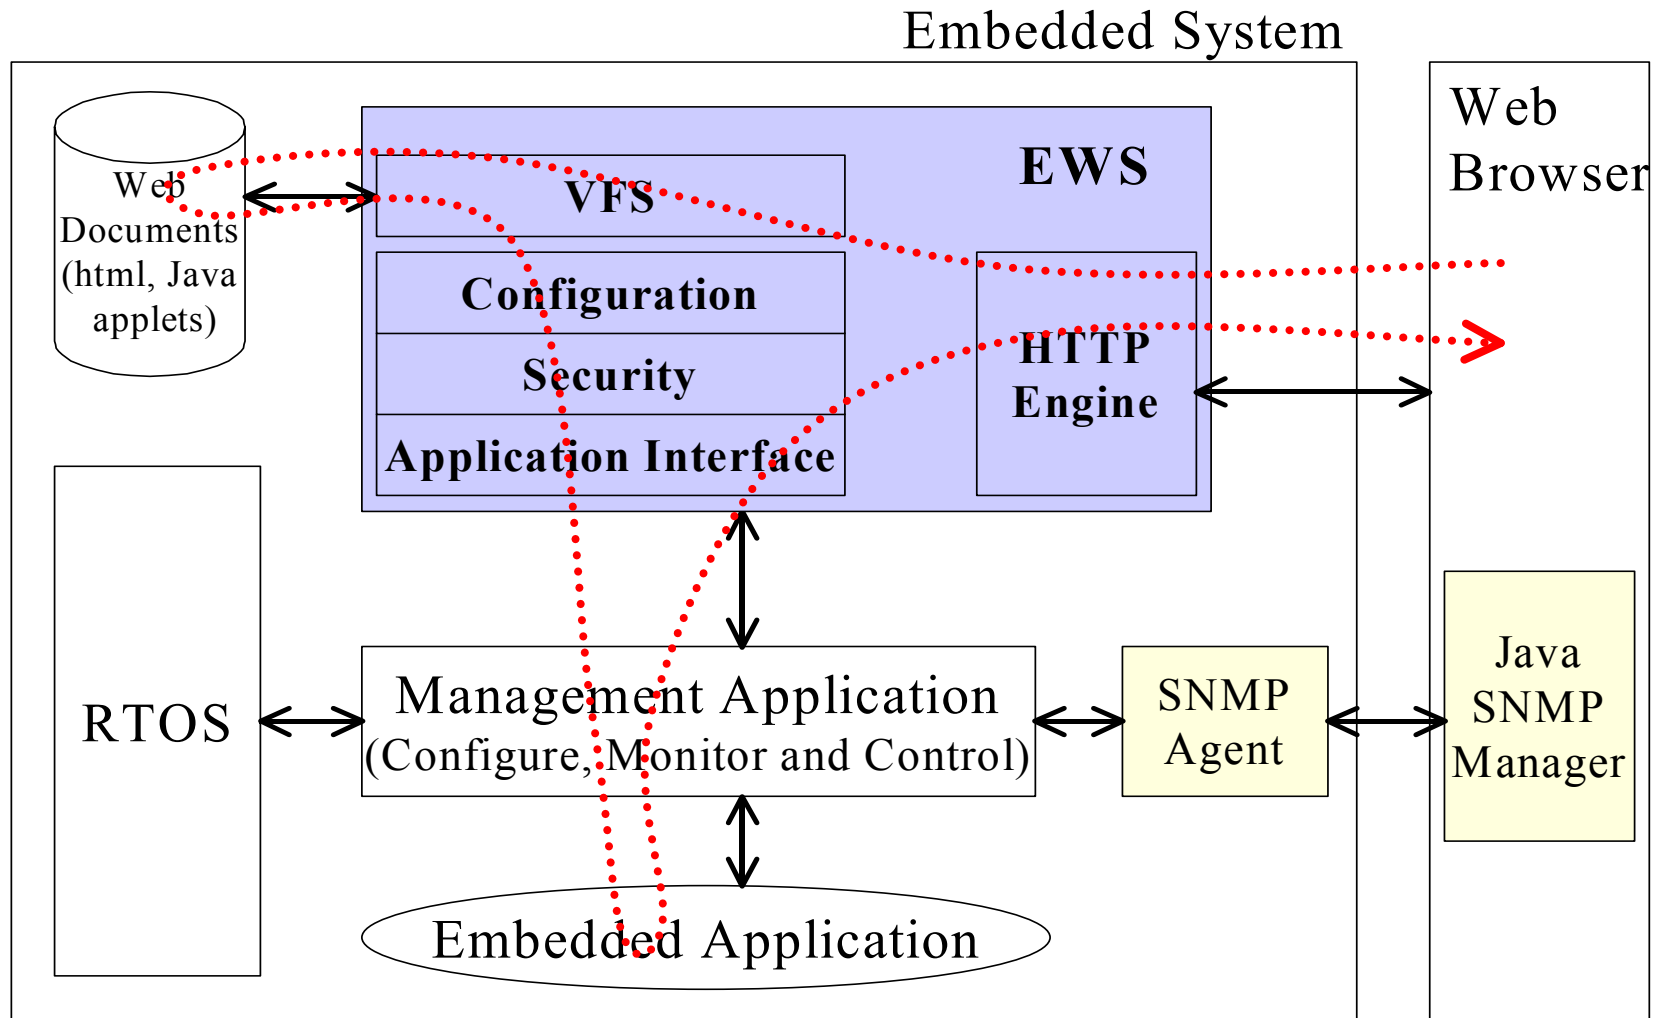 Embedded System
Web
Documents
(html, Java
applets)
EWS
VFS
Configuration
Security
Application Interface
HTTP
Engine
Web
Browser
RTOS
Management Application
(Configure, Monitor and Control)
SNMP
Agent
Java
SNMP
Manager
Embedded Application